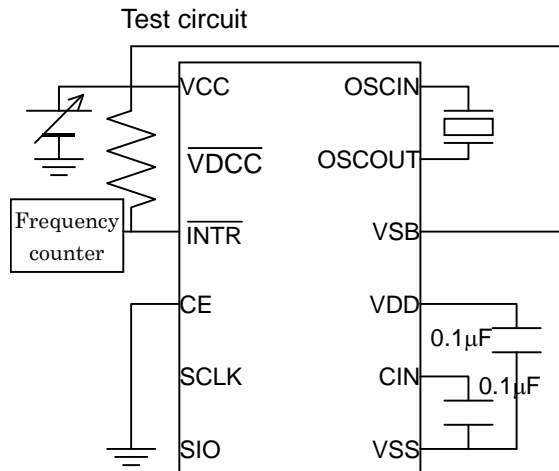 Test circuit
VCC
OSCIN
VDCC
OSCOUT
Frequency
counter
INTR
VSB
CE
VDD
0.1μF
SCLK
CIN
0.1μF
SIO
VSS